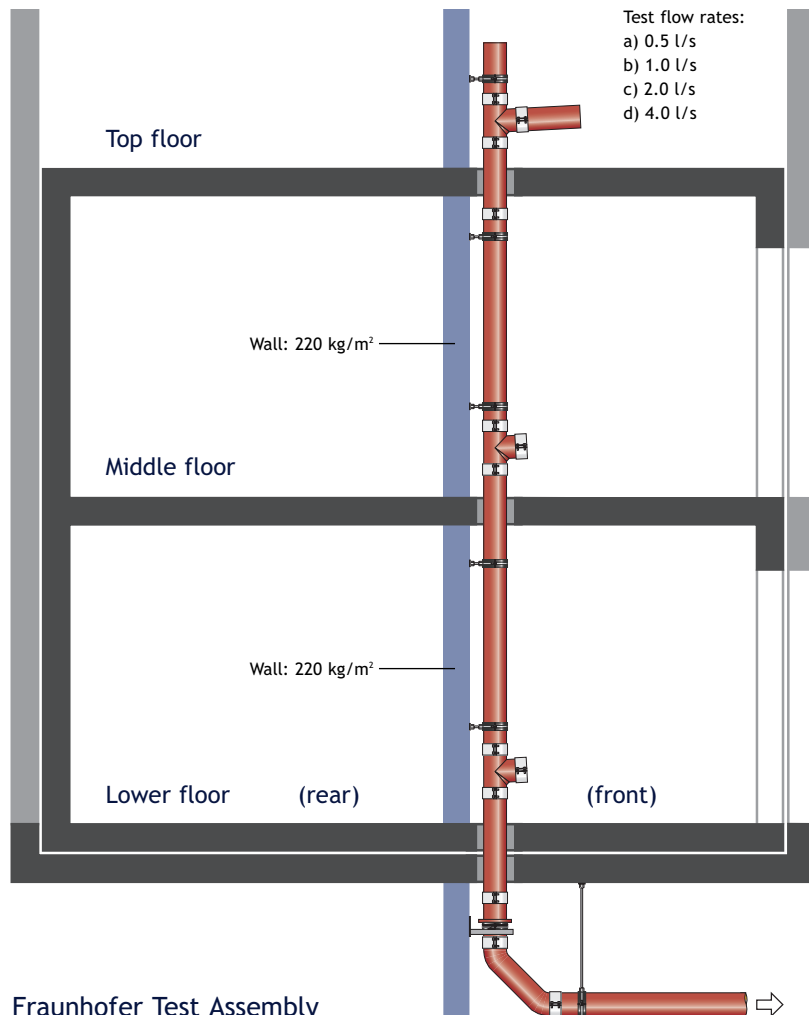 Test flow rates:
a) 0.5 l/s
b) 1.0 l/s
c) 2.0 l/s
d) 4.0 l/s
Top floor
Wall: 220 kg/m²
Middle floor
Wall: 220 kg/m²
Lower floor (rear) (front)
Fraunhofer Test Assembly